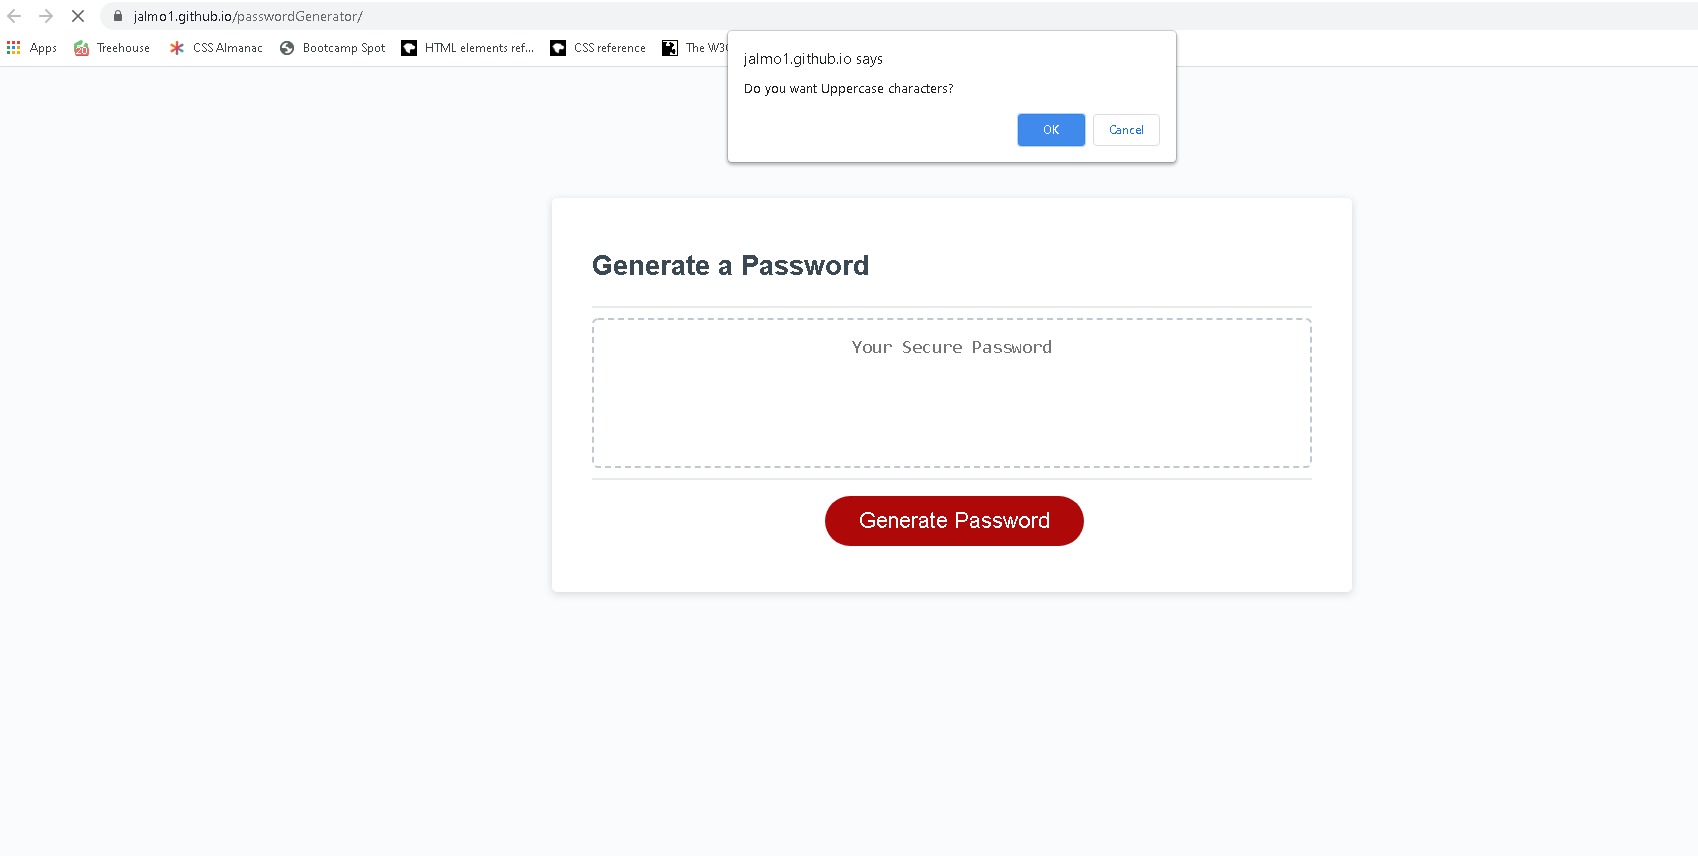 jalmo1.github.io/passwordGenerator/
Apps Treehouse CSS Almanac Bootcamp Spot HTML elements ref... CSS reference The W3C
jalmo1.github.io says
Do you want Uppercase characters?
OK Cancel
Generate a Password
Your Secure Password
Generate Password